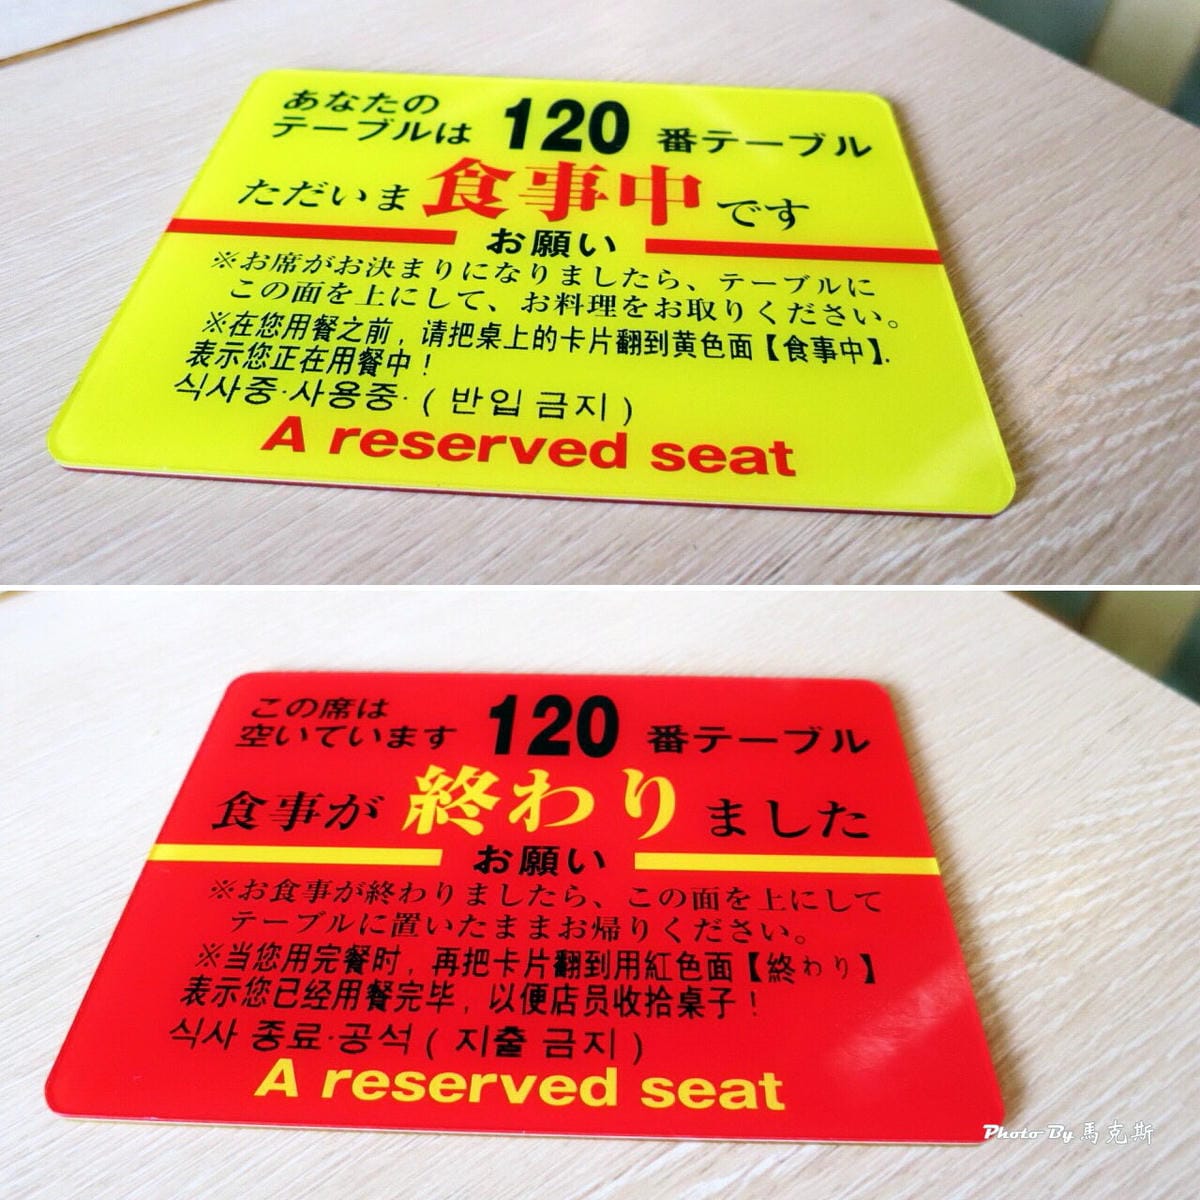 あなたの
テーブルは 120 番テーブル
ただいま 食事中 です
お願い
※お席がお決まりになりましたら、テーブルに
この面を上にして、お料理をお取りください。
※在您用餐之前，请把桌上的卡片翻到黄色面【食事中】.
表示您正在用餐中！
식사중·사용중·( 반입 금지 )
A reserved seat
この席は
空いています 120 番テーブル
食事が 終わり ました
お願い
※お食事が終わりましたら、この面を上にして
テーブルに置いたままお帰りください。
※当您用完餐时，再把卡片翻到用紅色面【終わり】
表示您已经用餐完毕，以便店员收拾桌子！
식사 종료·공석 ( 지출 금지 )
A reserved seat
Photo By 馬克斯